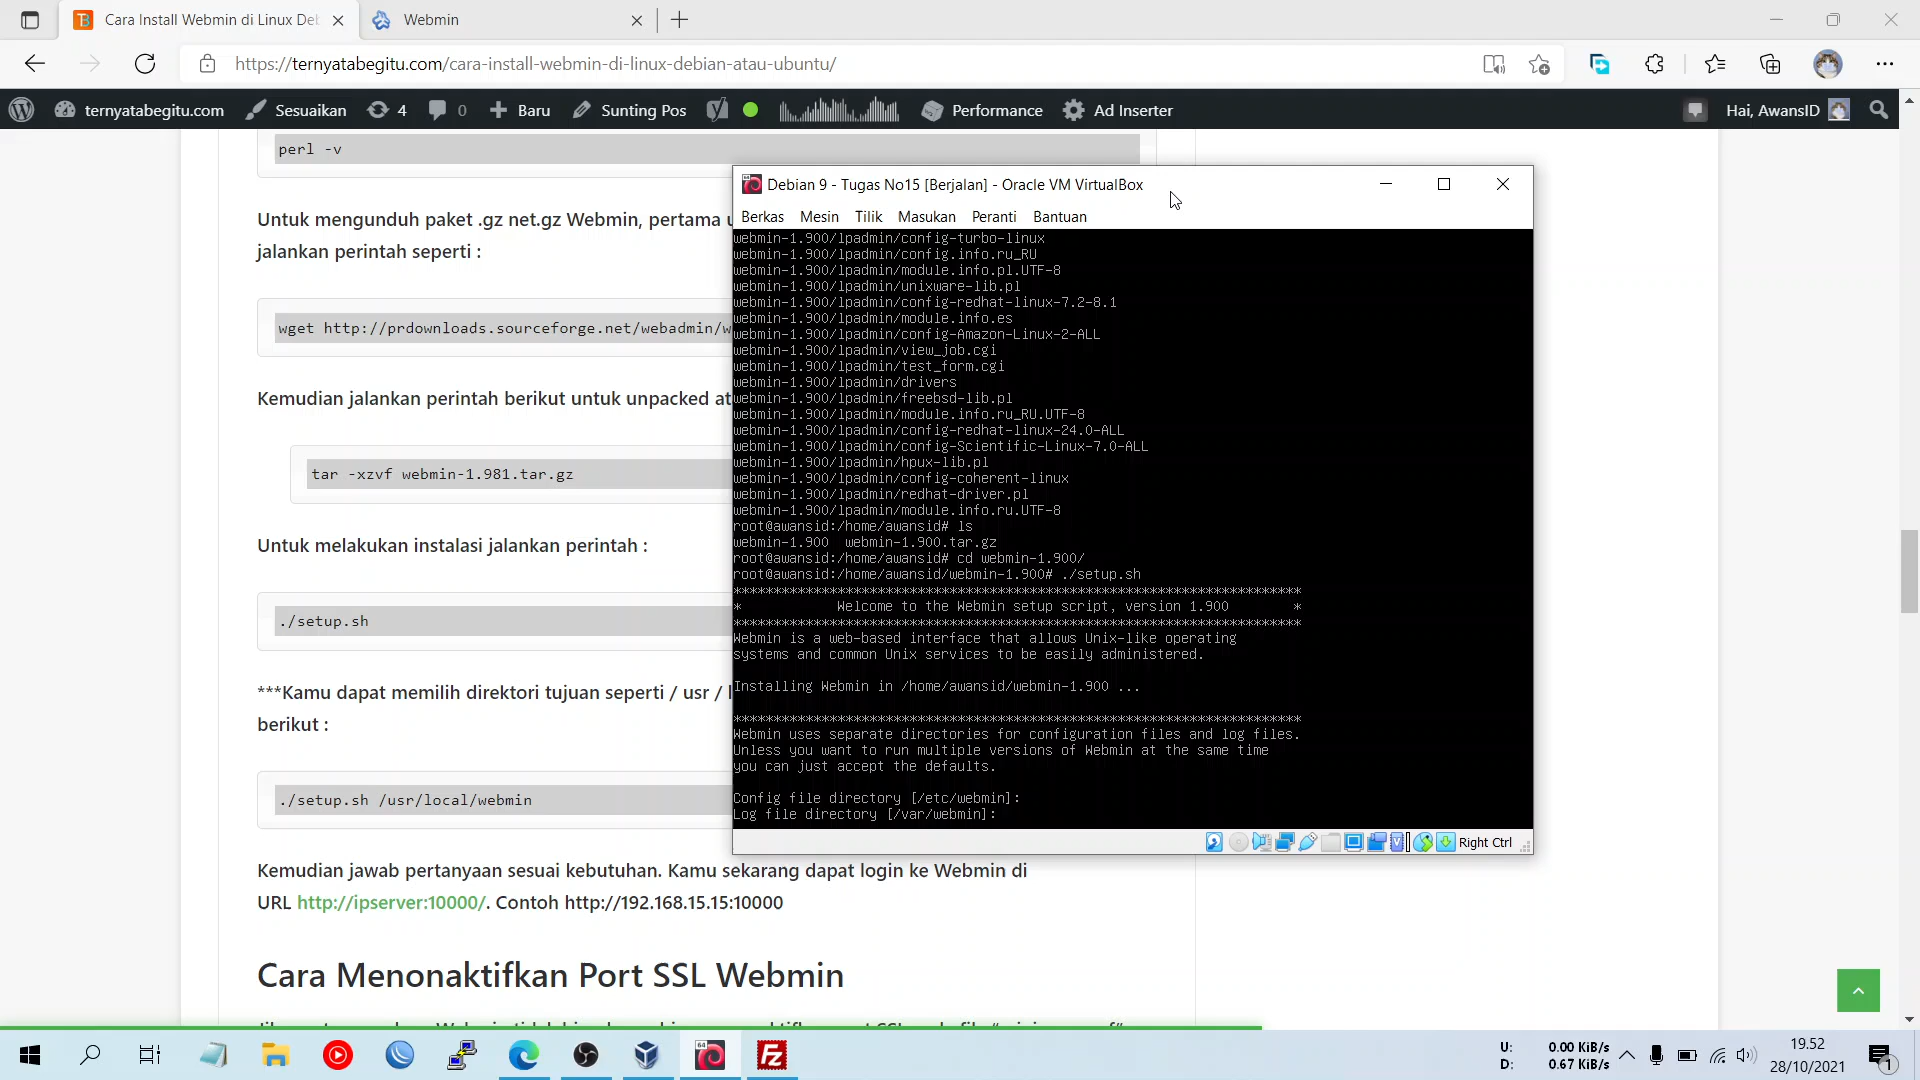 Cara Install Webmin di Linux Deb
Webmin
https://ternyatabegitu.com/cara-install-webmin-di-linux-debian-atau-ubuntu/
ternyatabegitu.com Sesuaikan 4 0 Baru Sunting Pos Performance Ad Inserter Hai, AwansID
perl -v
Untuk mengunduh paket .gz net.gz Webmin, pertama
jalankan perintah seperti :
wget http://prdownloads.sourceforge.net/webadmin/w
Kemudian jalankan perintah berikut untuk unpacked at
tar -xzvf webmin-1.981.tar.gz
Untuk melakukan instalasi jalankan perintah :
./setup.sh
***Kamu dapat memilih direktori tujuan seperti / usr / l
berikut :
./setup.sh /usr/local/webmin
Kemudian jawab pertanyaan sesuai kebutuhan. Kamu sekarang dapat login ke Webmin di
URL http://ipserver:10000/. Contoh http://192.168.15.15:10000
Cara Menonaktifkan Port SSL Webmin
Debian 9 - Tugas No15 [Berjalan] - Oracle VM VirtualBox
Berkas Mesin Tilik Masukan Peranti Bantuan
webmin-1.900/lpadmin/config-turbo-linux
webmin-1.900/lpadmin/config.info.ru_RU
webmin-1.900/lpadmin/module.info.pl.UTF-8
webmin-1.900/lpadmin/unixware-lib.pl
webmin-1.900/lpadmin/config-redhat-linux-7.2-8.1
webmin-1.900/lpadmin/module.info.es
webmin-1.900/lpadmin/config-Amazon-Linux-2-ALL
webmin-1.900/lpadmin/view_job.cgi
webmin-1.900/lpadmin/test_form.cgi
webmin-1.900/lpadmin/drivers
webmin-1.900/lpadmin/freebsd-lib.pl
webmin-1.900/lpadmin/module.info.ru_RU.UTF-8
webmin-1.900/lpadmin/config-redhat-linux-24.0-ALL
webmin-1.900/lpadmin/config-Scientific-Linux-7.0-ALL
webmin-1.900/lpadmin/hpux-lib.pl
webmin-1.900/lpadmin/config-coherent-linux
webmin-1.900/lpadmin/redhat-driver.pl
webmin-1.900/lpadmin/module.info.ru.UTF-8
root@awansid:/home/awansid# ls
webmin-1.900 webmin-1.900.tar.gz
root@awansid:/home/awansid# cd webmin-1.900/
root@awansid:/home/awansid/webmin-1.900# ./setup.sh
***********************************************************************
* Welcome to the Webmin setup script, version 1.900 *
***********************************************************************
Webmin is a web-based interface that allows Unix-like operating
systems and common Unix services to be easily administered.
Installing Webmin in /home/awansid/webmin-1.900 ...
***********************************************************************
Webmin uses separate directories for configuration files and log files.
Unless you want to run multiple versions of Webmin at the same time
you can just accept the defaults.
Config file directory [/etc/webmin]:
Log file directory [/var/webmin]:
Right Ctrl
U: 0.00 KiB/s
D: 0.67 KiB/s
19.52
28/10/2021
1